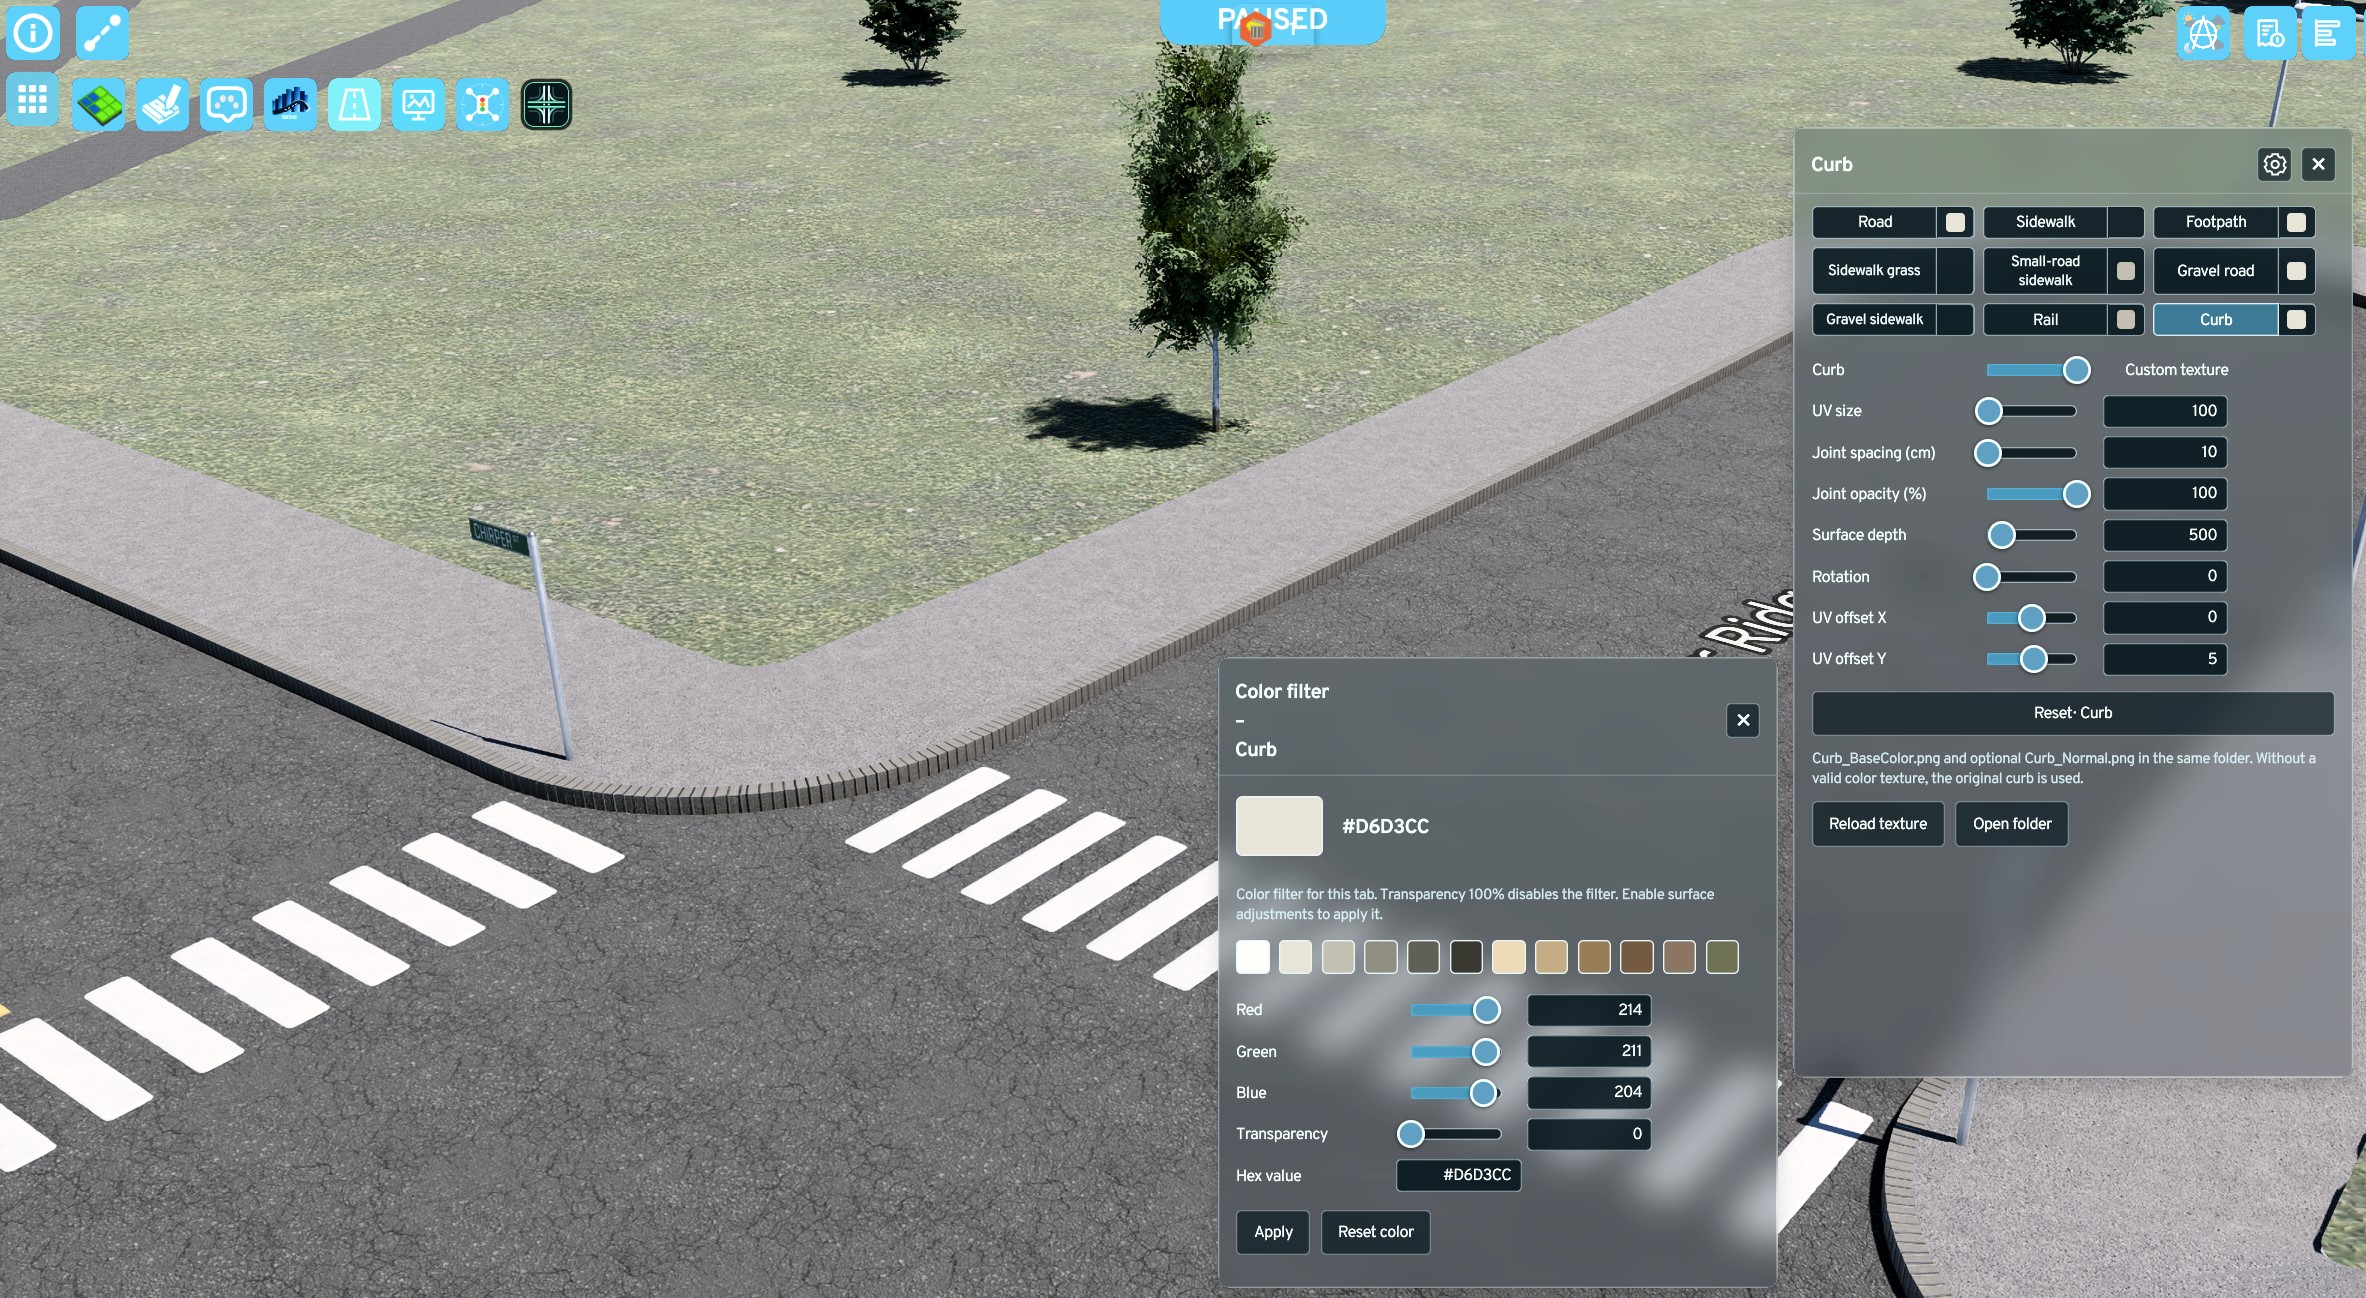 PAUSED
Curb
Road
Sidewalk
Footpath
Sidewalk grass
Small-road
sidewalk
Gravel road
Gravel sidewalk
Rail
Curb
Curb
Custom texture
UV size
100
Joint spacing (cm)
10
Joint opacity (%)
100
Surface depth
500
Rotation
0
UV offset X
0
UV offset Y
5
Reset· Curb
Curb_BaseColor.png and optional Curb_Normal.png in the same folder. Without a
valid color texture, the original curb is used.
Reload texture
Open folder
CHIRPER ST
Color filter
–
Curb
#D6D3CC
Color filter for this tab. Transparency 100% disables the filter. Enable surface
adjustments to apply it.
Red
214
Green
211
Blue
204
Transparency
0
Hex value
#D6D3CC
Apply
Reset color